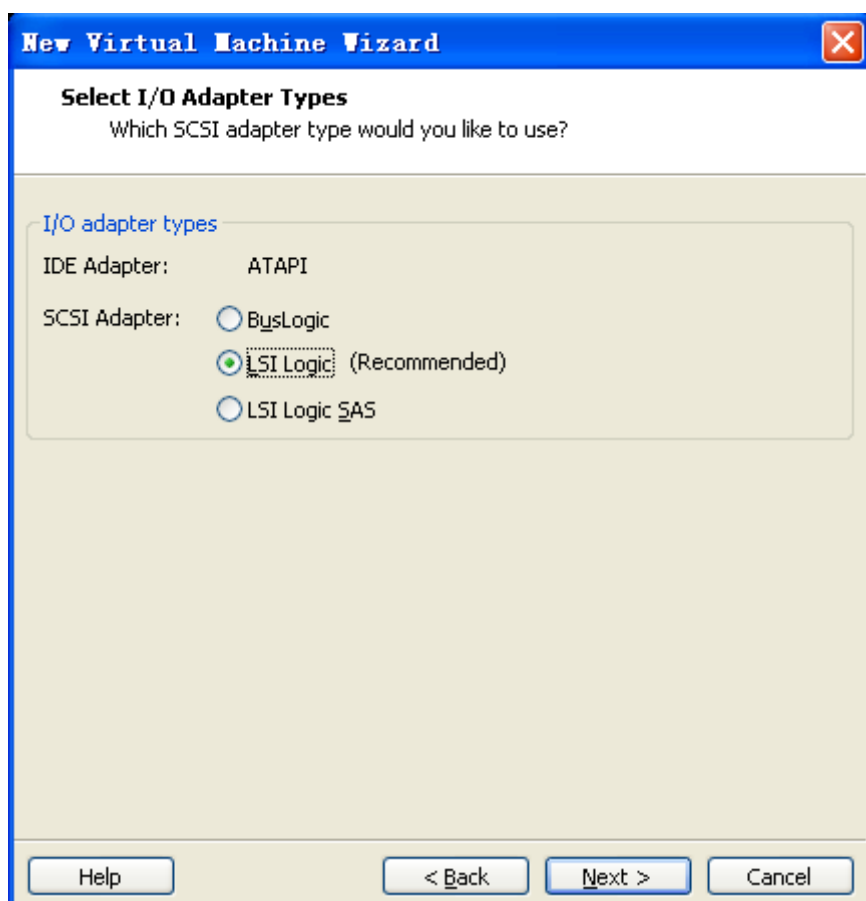 New Virtual Machine Wizard
Select I/O Adapter Types
Which SCSI adapter type would you like to use?
I/O adapter types
IDE Adapter: ATAPI
SCSI Adapter: BusLogic
LSI Logic (Recommended)
LSI Logic SAS
Help < Back Next > Cancel